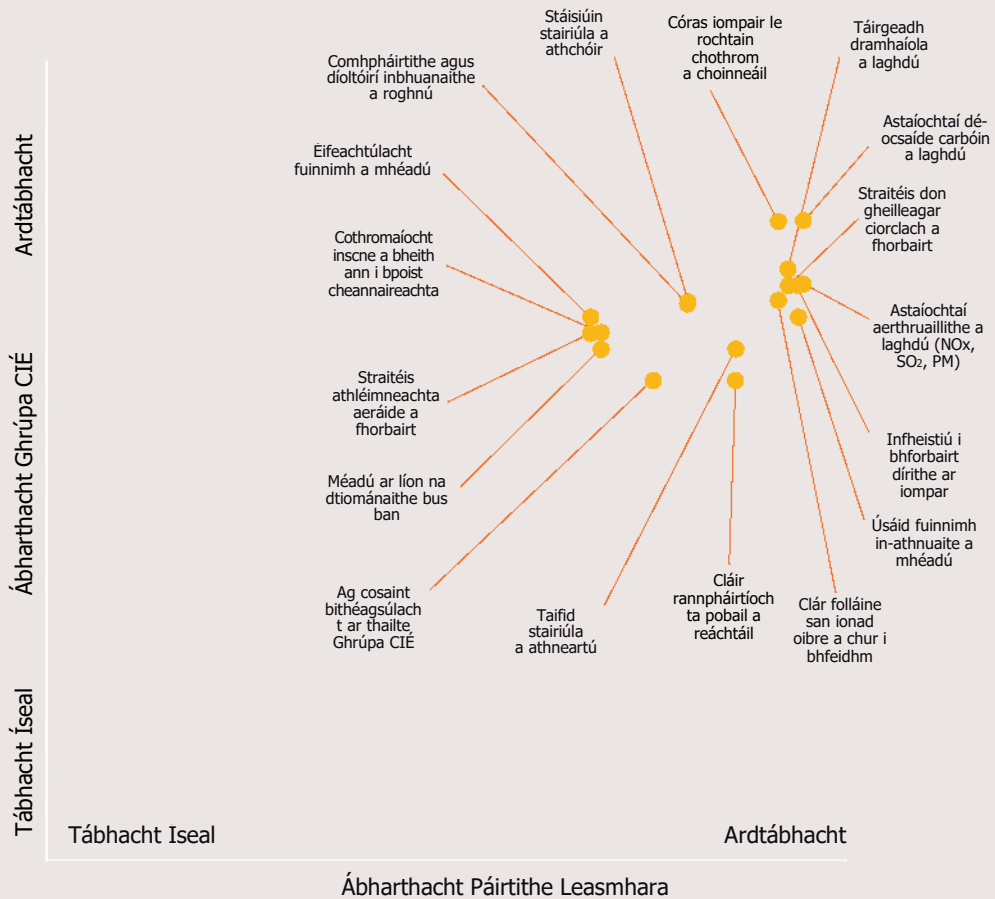 Stáisiúin
stairiúla a
athchóir
Córas iompair le
rochtain
chothrom
a choinneáil
Táirgeadh
dramhaíola
a laghdú
Comhpháirtithe agus
díoltóirí inbhuanaithe
a roghnú
Astaíochtaí dé-
ocsaíde carbóin
a laghdú
Éifeachtúlacht
fuinnimh a mhéadú
Straitéis don
gheilleagar
ciorclach a
fhorbairt
Cothromaíocht
inscne a bheith
ann i bpoist
cheannaireachta
Astaíochtaí
aerthruaillithe a
laghdú (NOx,
SO₂, PM)
Straitéis
athléimneachta
aeráide a
fhorbairt
Infheistiú i
bhforbairt
dírithe ar
iompar
Méadú ar líon na
dtiománaithe bus
ban
Úsáid fuinnimh
in-athnuaite a
mhéadú
Ag cosaint
bithéagsúlach
t ar thailte
Ghrúpa CIÉ
Taifid
stairiúla
a athneartú
Cláir
rannpháirtíoch
ta pobail a
reáchtáil
Clár folláine
san ionad
oibre a chur i
bhfeidhm
Ardtábhacht
Ábharthacht Ghrúpa CIÉ
Tábhacht Íseal
Tábhacht Iseal
Ardtábhacht
Ábharthacht Páirtithe Leasmhara